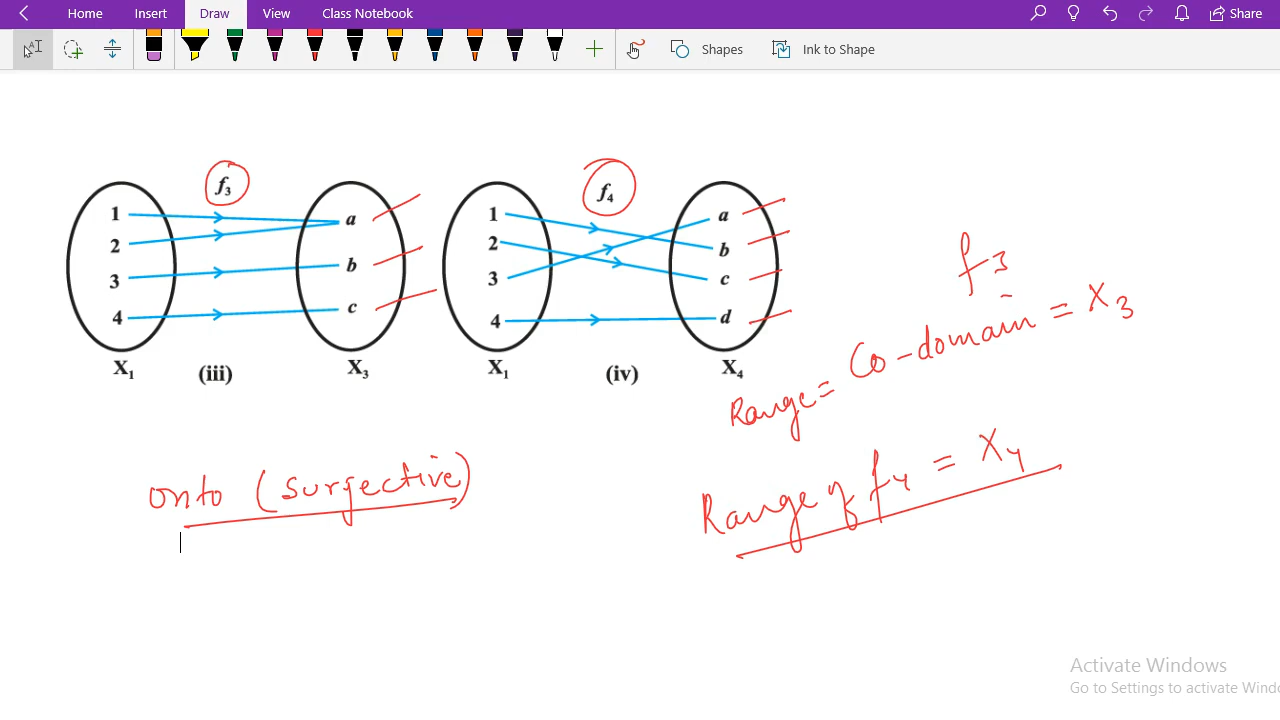 Home Insert Draw View Class Notebook Share
Shapes Ink to Shape
f₃ f₄
1 a 1 a
2 b 2 b
3 c 3 c
4 4 d
X₁ (iii) X₃ X₁ (iv) X₄
f₃
Range = Co-domain = X₃
Range of f₄ = X₄
onto (surjective)
Activate Windows
Go to Settings to activate Wind